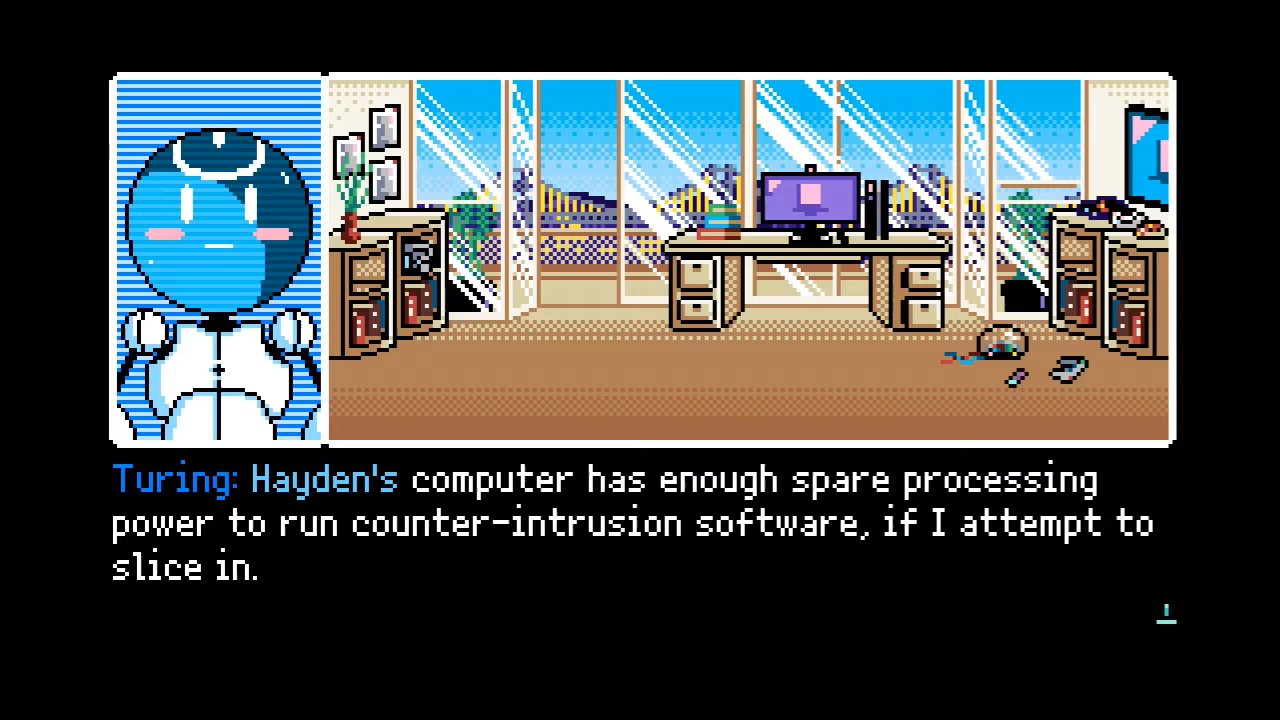 Turing: Hayden's computer has enough spare processing
power to run counter-intrusion software, if I attempt to
slice in.